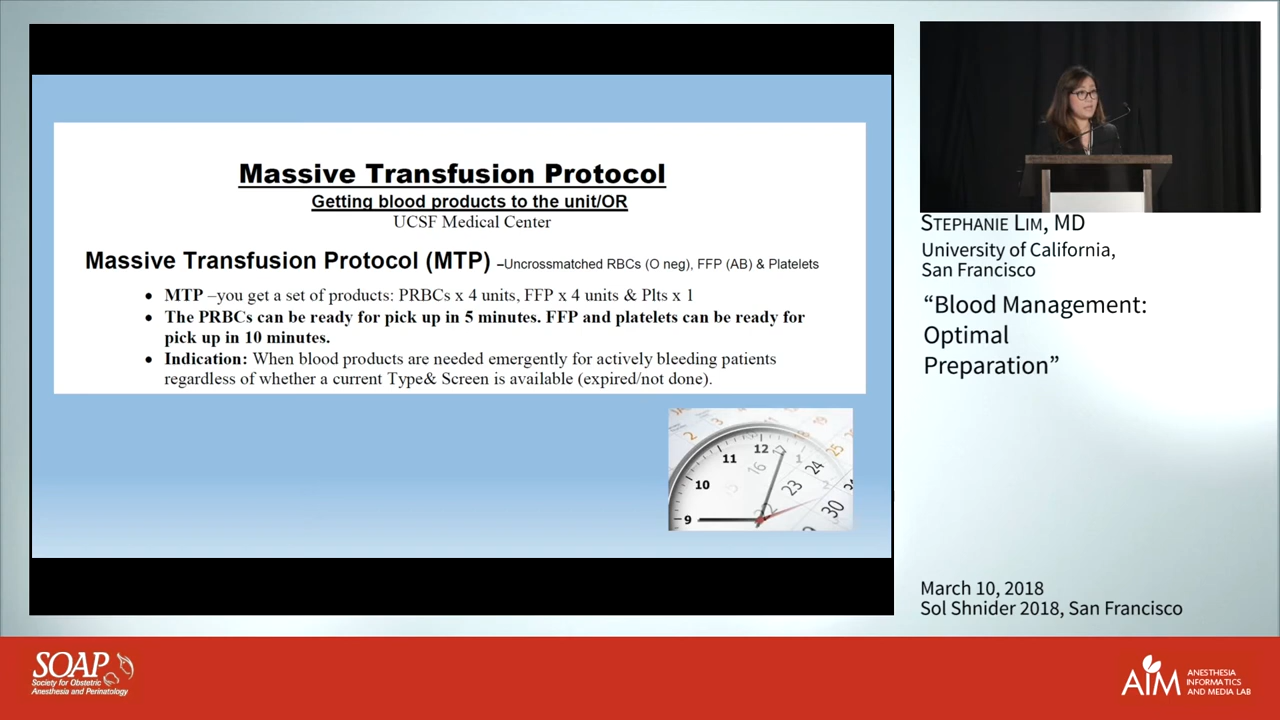 Massive Transfusion Protocol
Getting blood products to the unit/OR
UCSF Medical Center
Massive Transfusion Protocol (MTP) –Uncrossmatched RBCs (O neg), FFP (AB) & Platelets
• MTP –you get a set of products: PRBCs x 4 units, FFP x 4 units & Plts x 1
• The PRBCs can be ready for pick up in 5 minutes. FFP and platelets can be ready for
pick up in 10 minutes.
• Indication: When blood products are needed emergently for actively bleeding patients
regardless of whether a current Type& Screen is available (expired/not done).
9
10
11
12
1
2
3
16
23
24
25
30
STEPHANIE LIM, MD
University of California,
San Francisco
“Blood Management:
Optimal
Preparation”
March 10, 2018
Sol Shnider 2018, San Francisco
SOAP
Society for Obstetric
Anesthesia and Perinatology
AIM
ANESTHESIA
INFORMATICS
AND MEDIA LAB